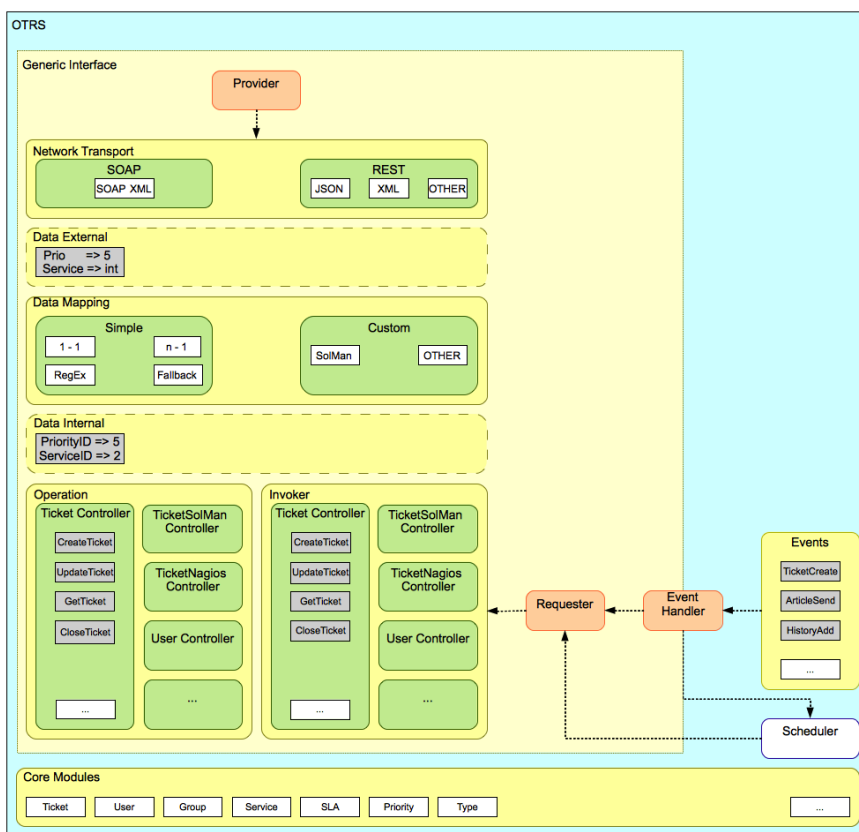 OTRS
Generic Interface
Provider
Network Transport
SOAP
SOAP XML
REST
JSON
XML
OTHER
Data External
Prio => 5
Service => int
Data Mapping
Simple
1 - 1
n - 1
RegEx
Fallback
Custom
SolMan
OTHER
Data Internal
PriorityID => 5
ServiceID => 2
Operation
Ticket Controller
CreateTicket
UpdateTicket
GetTicket
CloseTicket
...
TicketSolMan
Controller
TicketNagios
Controller
User Controller
...
Invoker
Ticket Controller
CreateTicket
UpdateTicket
GetTicket
CloseTicket
...
TicketSolMan
Controller
TicketNagios
Controller
User Controller
...
Requester
Event
Handler
Events
TicketCreate
ArticleSend
HistoryAdd
...
Scheduler
Core Modules
Ticket
User
Group
Service
SLA
Priority
Type
...